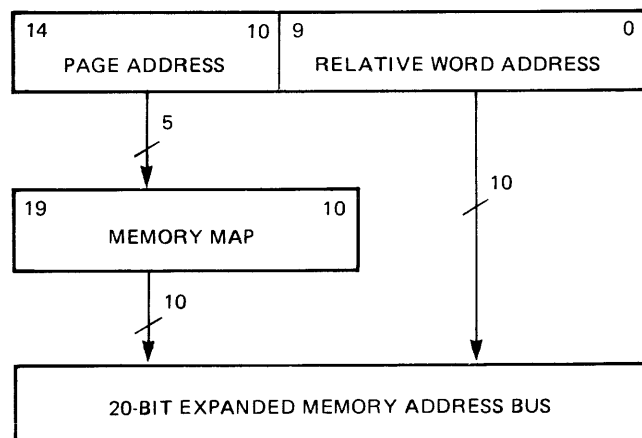 14 10 9 0
PAGE ADDRESS RELATIVE WORD ADDRESS
5
10
19 10
MEMORY MAP
10
20-BIT EXPANDED MEMORY ADDRESS BUS